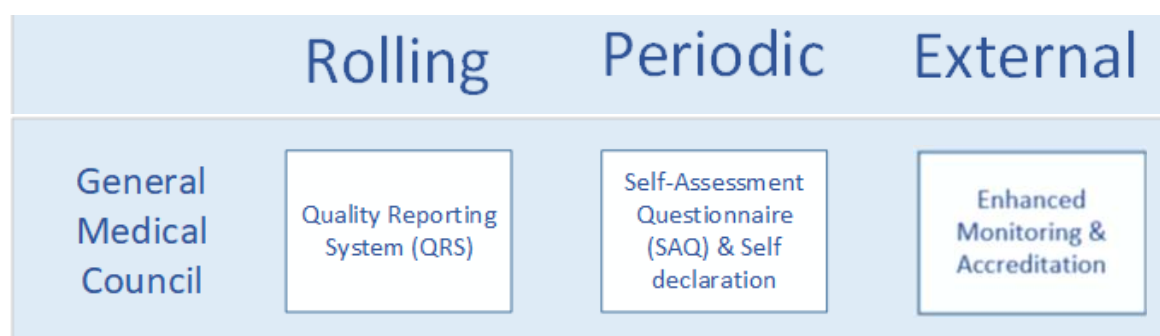 Rolling
Periodic
External
General
Medical
Council
Quality Reporting
System (QRS)
Self-Assessment
Questionnaire
(SAQ) & Self
declaration
Enhanced
Monitoring &
Accreditation